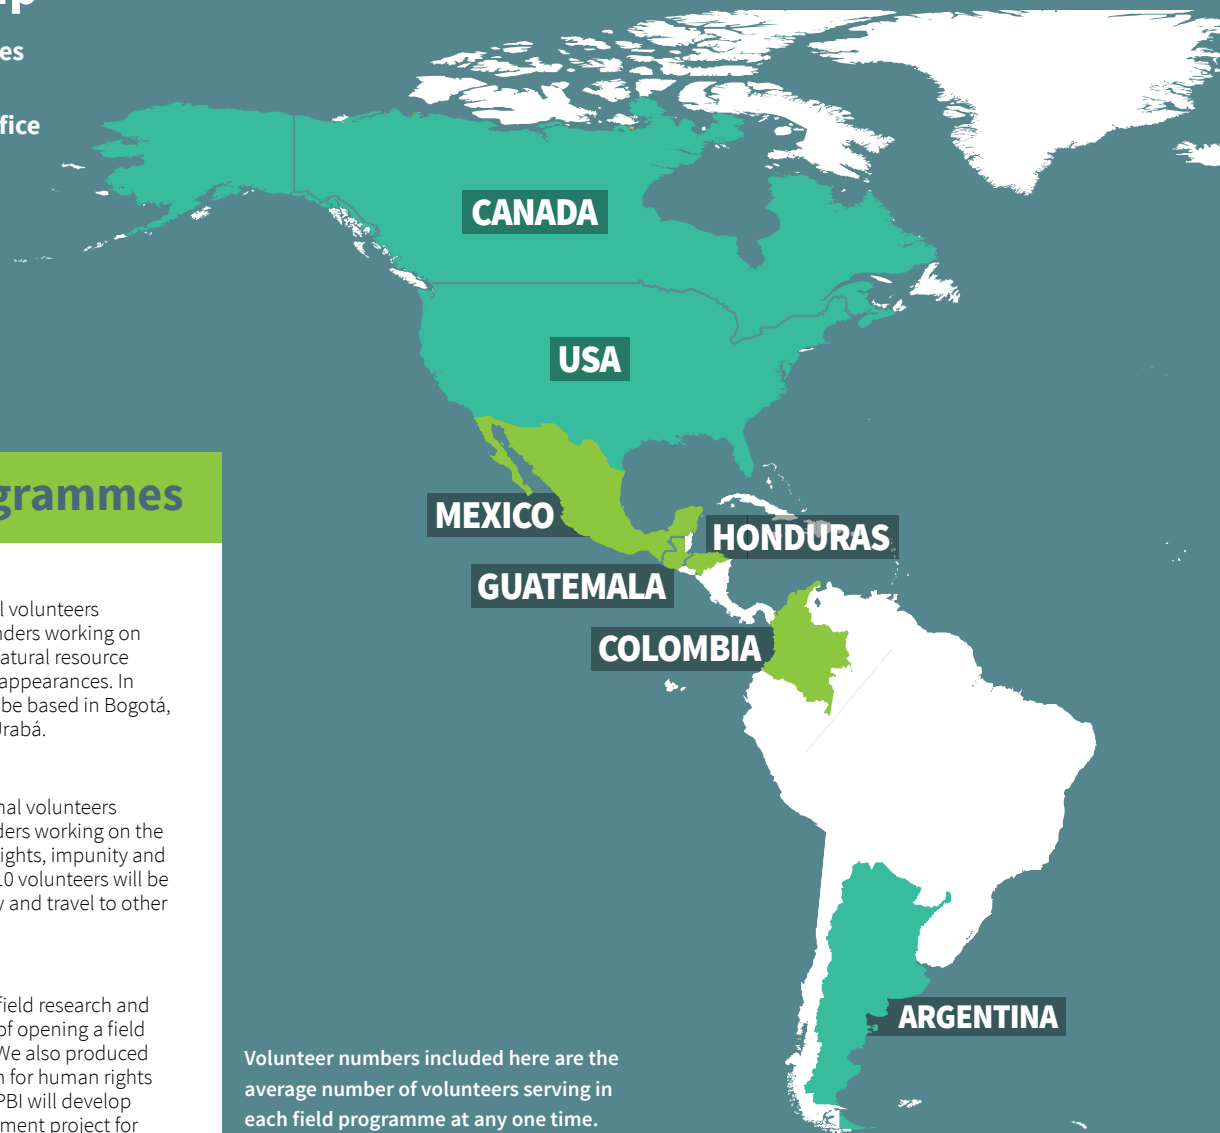 es
fice
CANADA
USA
MEXICO
HONDURAS
GUATEMALA
COLOMBIA
ARGENTINA
grammes
l volunteers
nders working on
atural resource
appearances. In
be based in Bogotá,
Urabá.
nal volunteers
ders working on the
ights, impunity and
10 volunteers will be
y and travel to other
field research and
of opening a field
We also produced
n for human rights
PBI will develop
ment project for
Volunteer numbers included here are the
average number of volunteers serving in
each field programme at any one time.